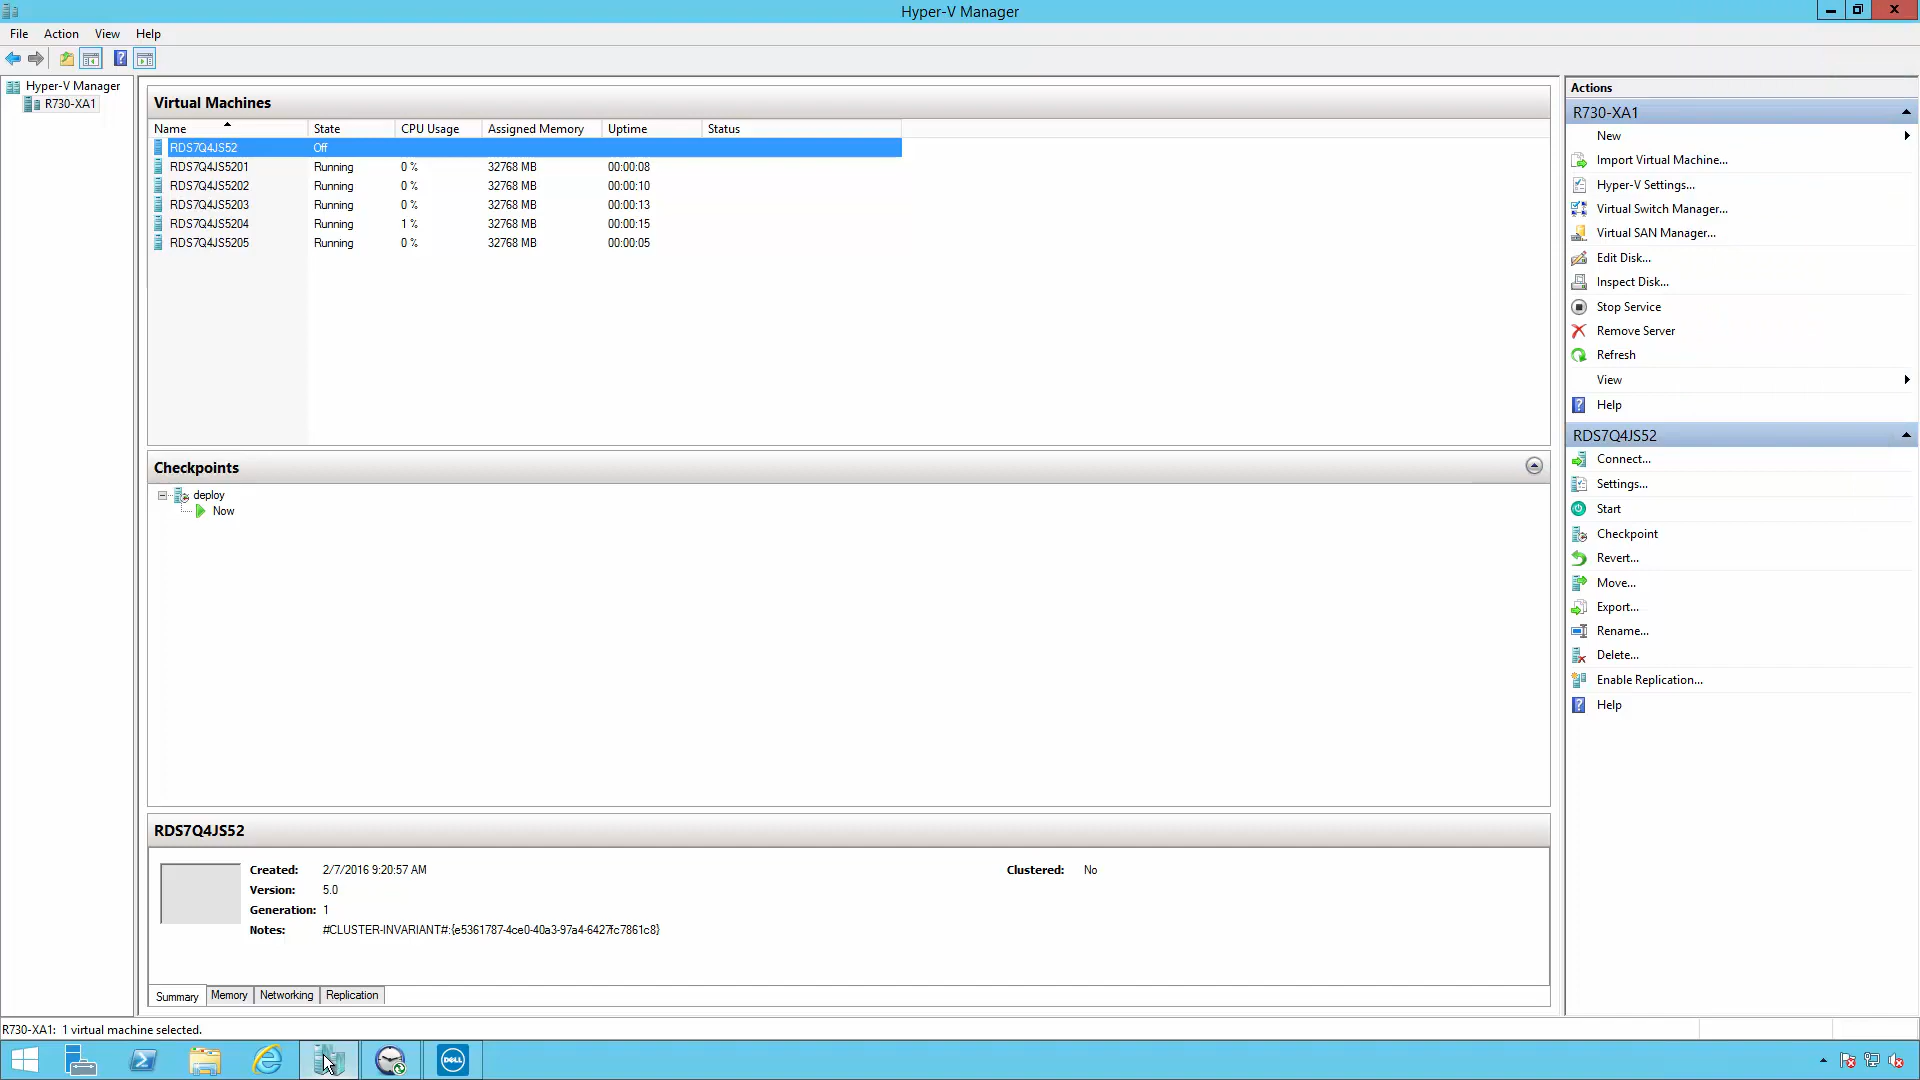 Hyper-V Manager
File Action View Help
Hyper-V Manager
R730-XA1
Virtual Machines
Name State CPU Usage Assigned Memory Uptime Status
RDS7Q4JS52 Off
RDS7Q4JS5201 Running 0 % 32768 MB 00:00:08
RDS7Q4JS5202 Running 0 % 32768 MB 00:00:10
RDS7Q4JS5203 Running 0 % 32768 MB 00:00:13
RDS7Q4JS5204 Running 1 % 32768 MB 00:00:15
RDS7Q4JS5205 Running 0 % 32768 MB 00:00:05
Checkpoints
deploy
Now
RDS7Q4JS52
Created: 2/7/2016 9:20:57 AM Clustered: No
Version: 5.0
Generation: 1
Notes: #CLUSTER-INVARIANT#:{e5361787-4ce0-40a3-97a4-6427fc7861c8}
Summary Memory Networking Replication
Actions
R730-XA1
New
Import Virtual Machine...
Hyper-V Settings...
Virtual Switch Manager...
Virtual SAN Manager...
Edit Disk...
Inspect Disk...
Stop Service
Remove Server
Refresh
View
Help
RDS7Q4JS52
Connect...
Settings...
Start
Checkpoint
Revert...
Move...
Export...
Rename...
Delete...
Enable Replication...
Help
R730-XA1: 1 virtual machine selected.
DELL